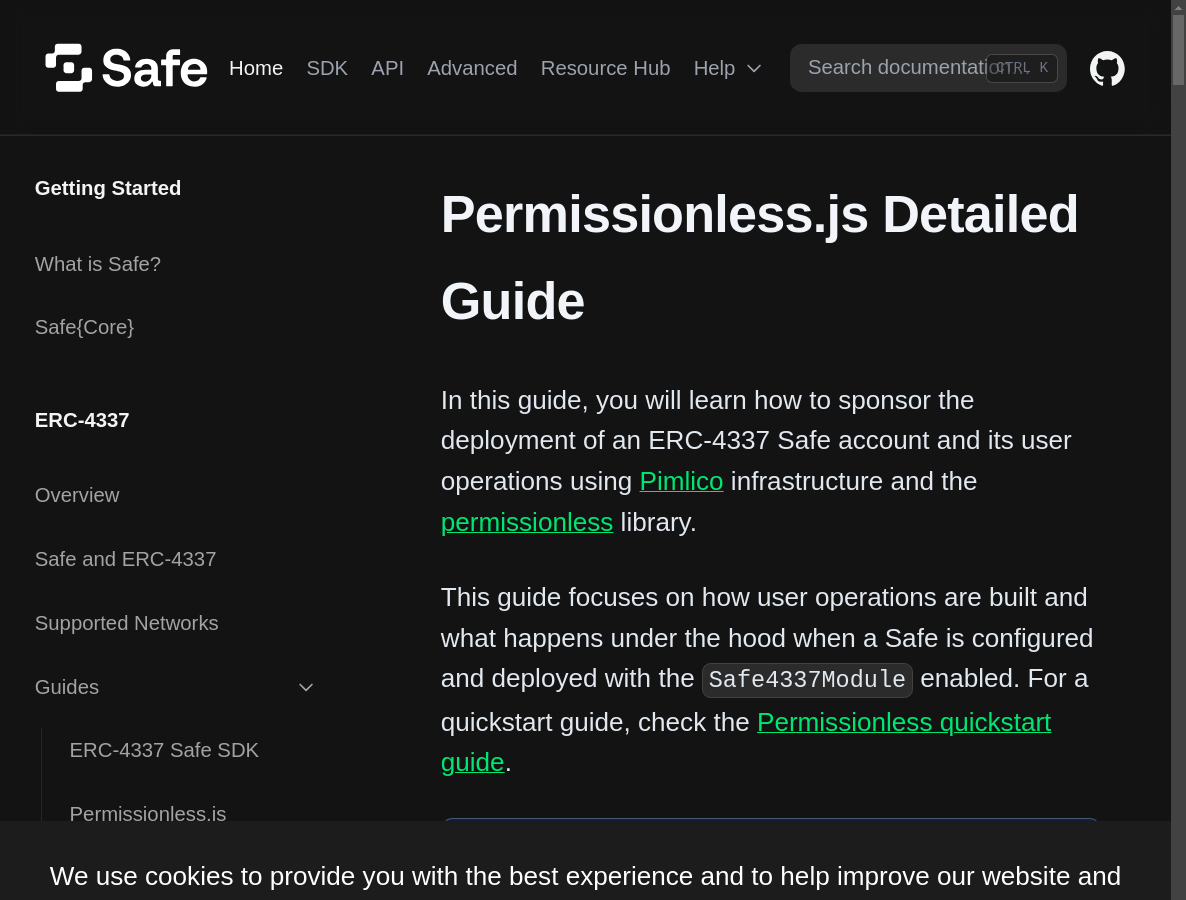 Safe
Home
SDK
API
Advanced
Resource Hub
Help
Search documentation...
CTRL K
Getting Started
What is Safe?
Safe{Core}
ERC-4337
Overview
Safe and ERC-4337
Supported Networks
Guides
ERC-4337 Safe SDK
Permissionless.js
Permissionless.js Detailed
Guide
In this guide, you will learn how to sponsor the
deployment of an ERC-4337 Safe account and its user
operations using Pimlico infrastructure and the
permissionless library.
This guide focuses on how user operations are built and
what happens under the hood when a Safe is configured
and deployed with the Safe4337Module enabled. For a
quickstart guide, check the Permissionless quickstart
guide.
We use cookies to provide you with the best experience and to help improve our website and